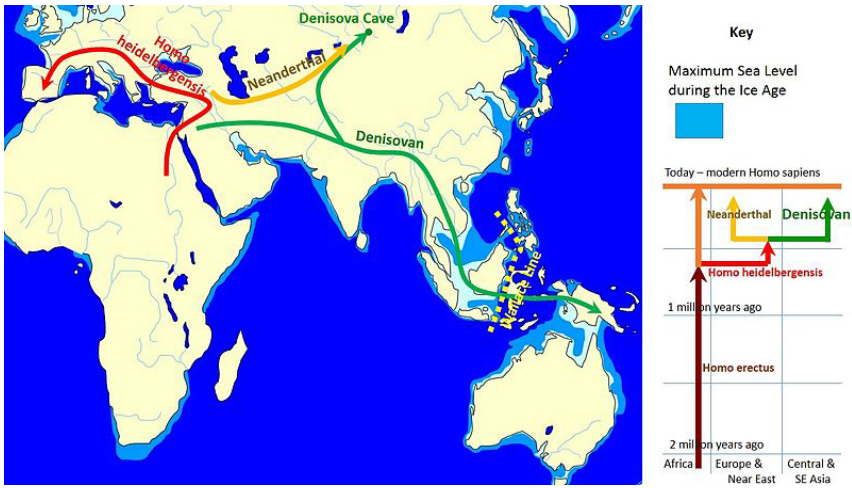 Denisova Cave
Homo
heidelbergensis
Neanderthal
Denisovan
Wallace Line
Key
Maximum Sea Level
during the Ice Age
Today – modern Homo sapiens
Neanderthal
Denisovan
Homo heidelbergensis
1 million years ago
Homo erectus
2 million years ago
Africa
Europe &
Near East
Central &
SE Asia